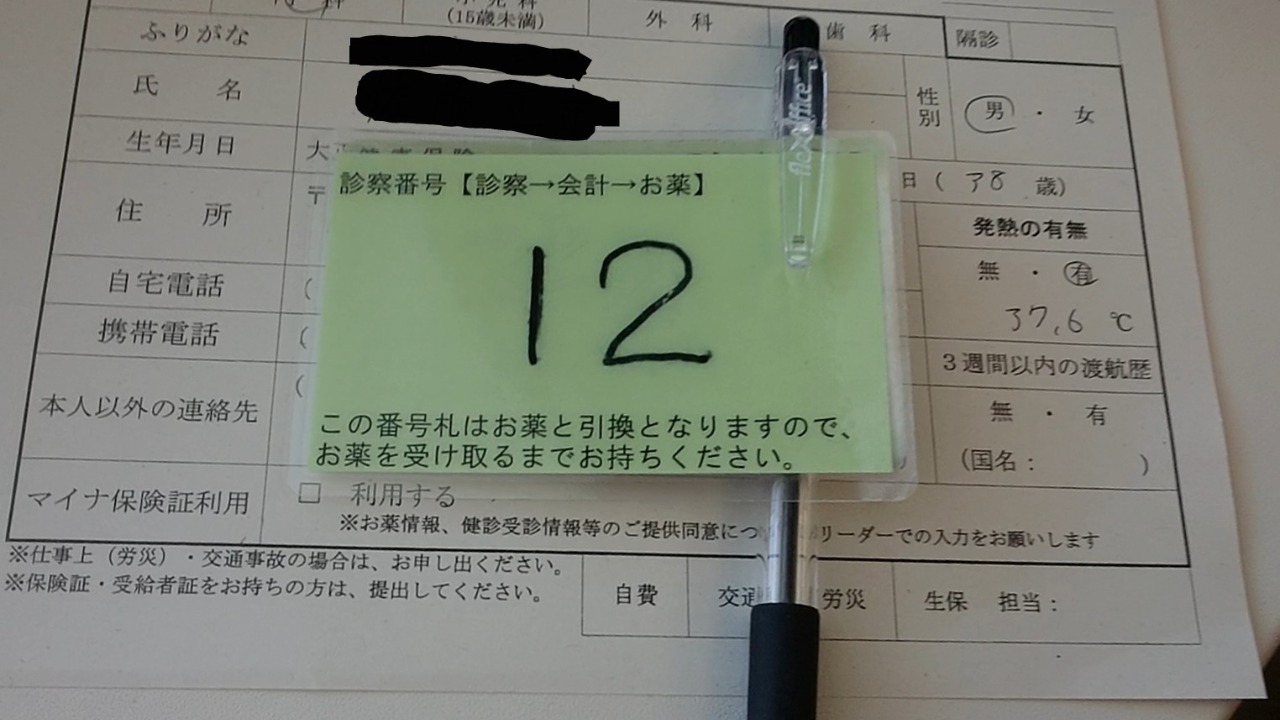 内 科
小児科
(15歳未満)
外 科
歯 科
隔診
ふりがな
氏 名
性別
男 ・ 女
生年月日
大
日 ( 38 歳)
住 所
〒
発熱の有無
無 ・ 有
37.6 ℃
自宅電話
(
携帯電話
(
3週間以内の渡航歴
無 ・ 有
(国名: )
本人以外の連絡先
(
)
診察番号【診察→会計→お薬】
12
この番号札はお薬と引換となりますので、
お薬を受け取るまでお持ちください。
flexoffice
マイナ保険証利用
□ 利用する
※お薬情報、健診受診情報等のご提供同意につ
リーダーでの入力をお願いします
※仕事上(労災)・交通事故の場合は、お申し出ください。
※保険証・受給者証をお持ちの方は、提出してください。
自費
交通
労災
生保 担当: